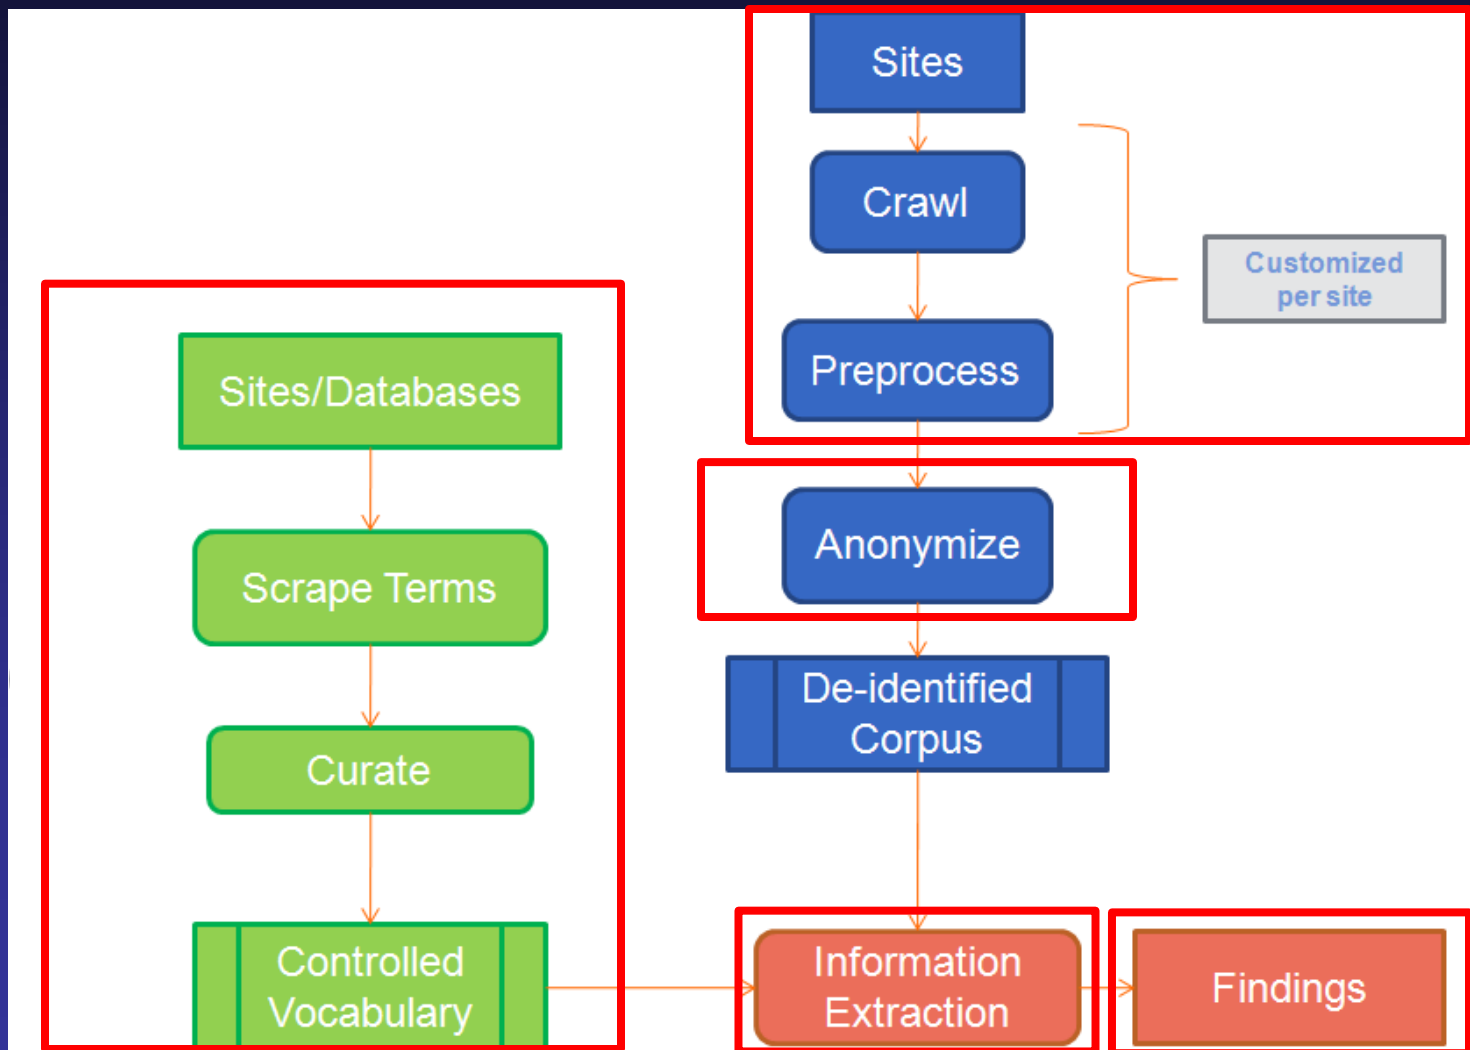 Sites
Crawl
Customized
per site
Preprocess
Sites/Databases
Anonymize
Scrape Terms
De-identified
Corpus
Curate
Controlled
Vocabulary
Information
Extraction
Findings